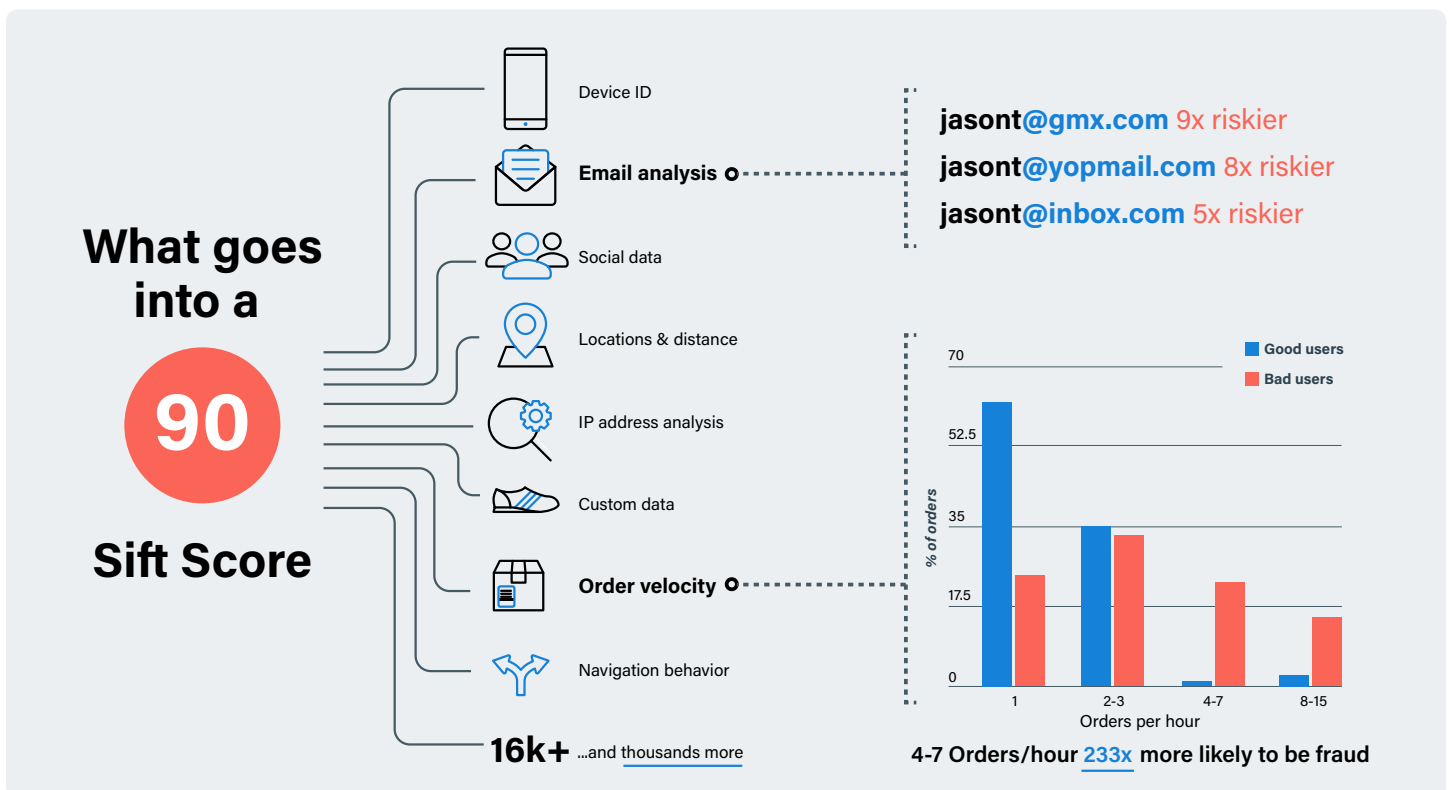 What goes
into a
90
Sift Score
Device ID
Email analysis
Social data
Locations & distance
IP address analysis
Custom data
Order velocity
Navigation behavior
16k+ ...and thousands more
jasont@gmx.com 9x riskier
jasont@yopmail.com 8x riskier
jasont@inbox.com 5x riskier
Good users
Bad users
% of orders
70
52.5
35
17.5
0
1 2-3 4-7 8-15
Orders per hour
4-7 Orders/hour 233x more likely to be fraud